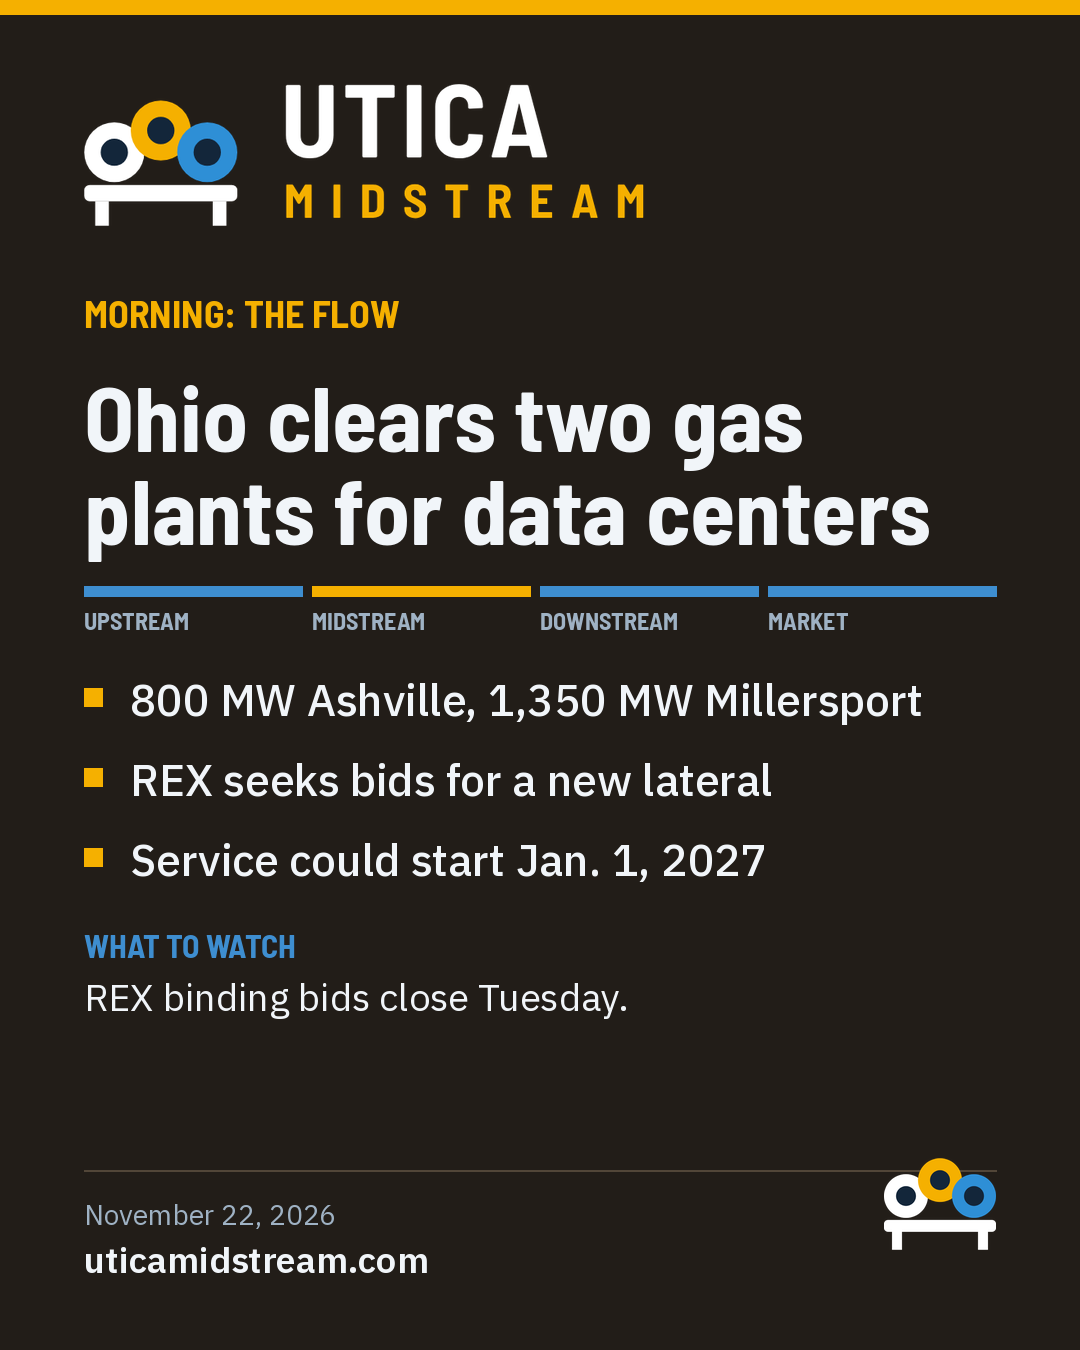 UTICA
MIDSTREAM
MORNING: THE FLOW
Ohio clears two gas
plants for data centers
UPSTREAM MIDSTREAM DOWNSTREAM MARKET
800 MW Ashville, 1,350 MW Millersport
REX seeks bids for a new lateral
Service could start Jan. 1, 2027
WHAT TO WATCH
REX binding bids close Tuesday.
November 22, 2026
uticamidstream.com